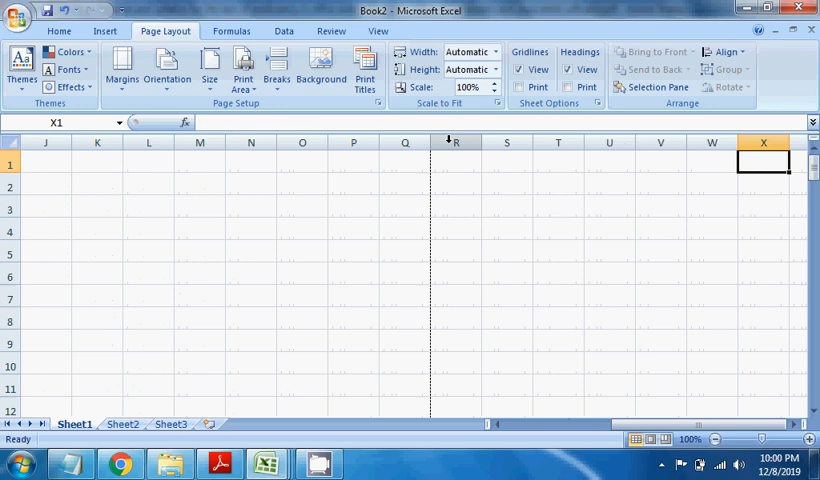 Book2 - Microsoft Excel
Home Insert Page Layout Formulas Data Review View
Themes Colors Fonts Effects
Margins Orientation Size Print Area Breaks Background Print Titles
Width: Automatic
Height: Automatic
Scale: 100%
Gridlines Headings
View View
Print Print
Bring to Front Align
Send to Back Group
Selection Pane Rotate
Themes Page Setup Scale to Fit Sheet Options Arrange
X1 fx
J K L M N O P Q R S T U V W X
1
2
3
4
5
6
7
8
9
10
11
12
Sheet1 Sheet2 Sheet3
Ready 100%
10:00 PM
12/8/2019